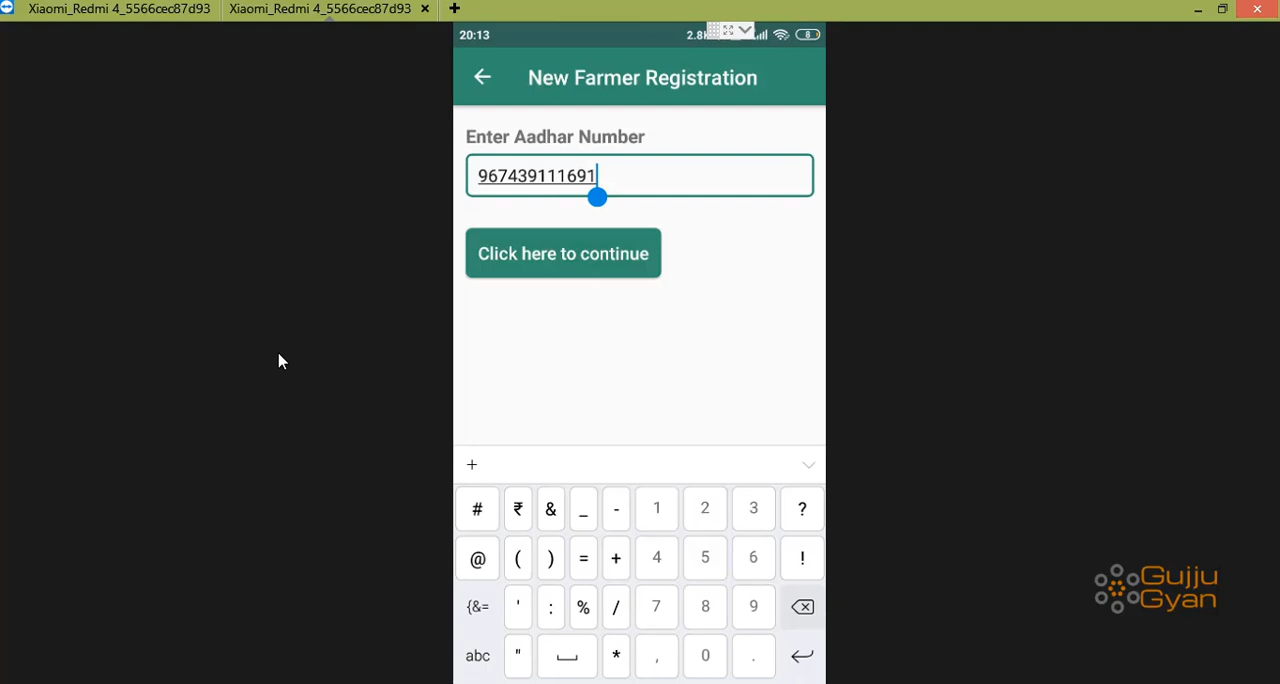 Xiaomi_Redmi 4_5566cec87d93 Xiaomi_Redmi 4_5566cec87d93
20:13 8
New Farmer Registration
Enter Aadhar Number
967439111691
Click here to continue
+
# ₹ & _ - 1 2 3 ?
@ ( ) = + 4 5 6 !
{&= ' : % / 7 8 9
abc " * , 0 .
Gujju
Gyan